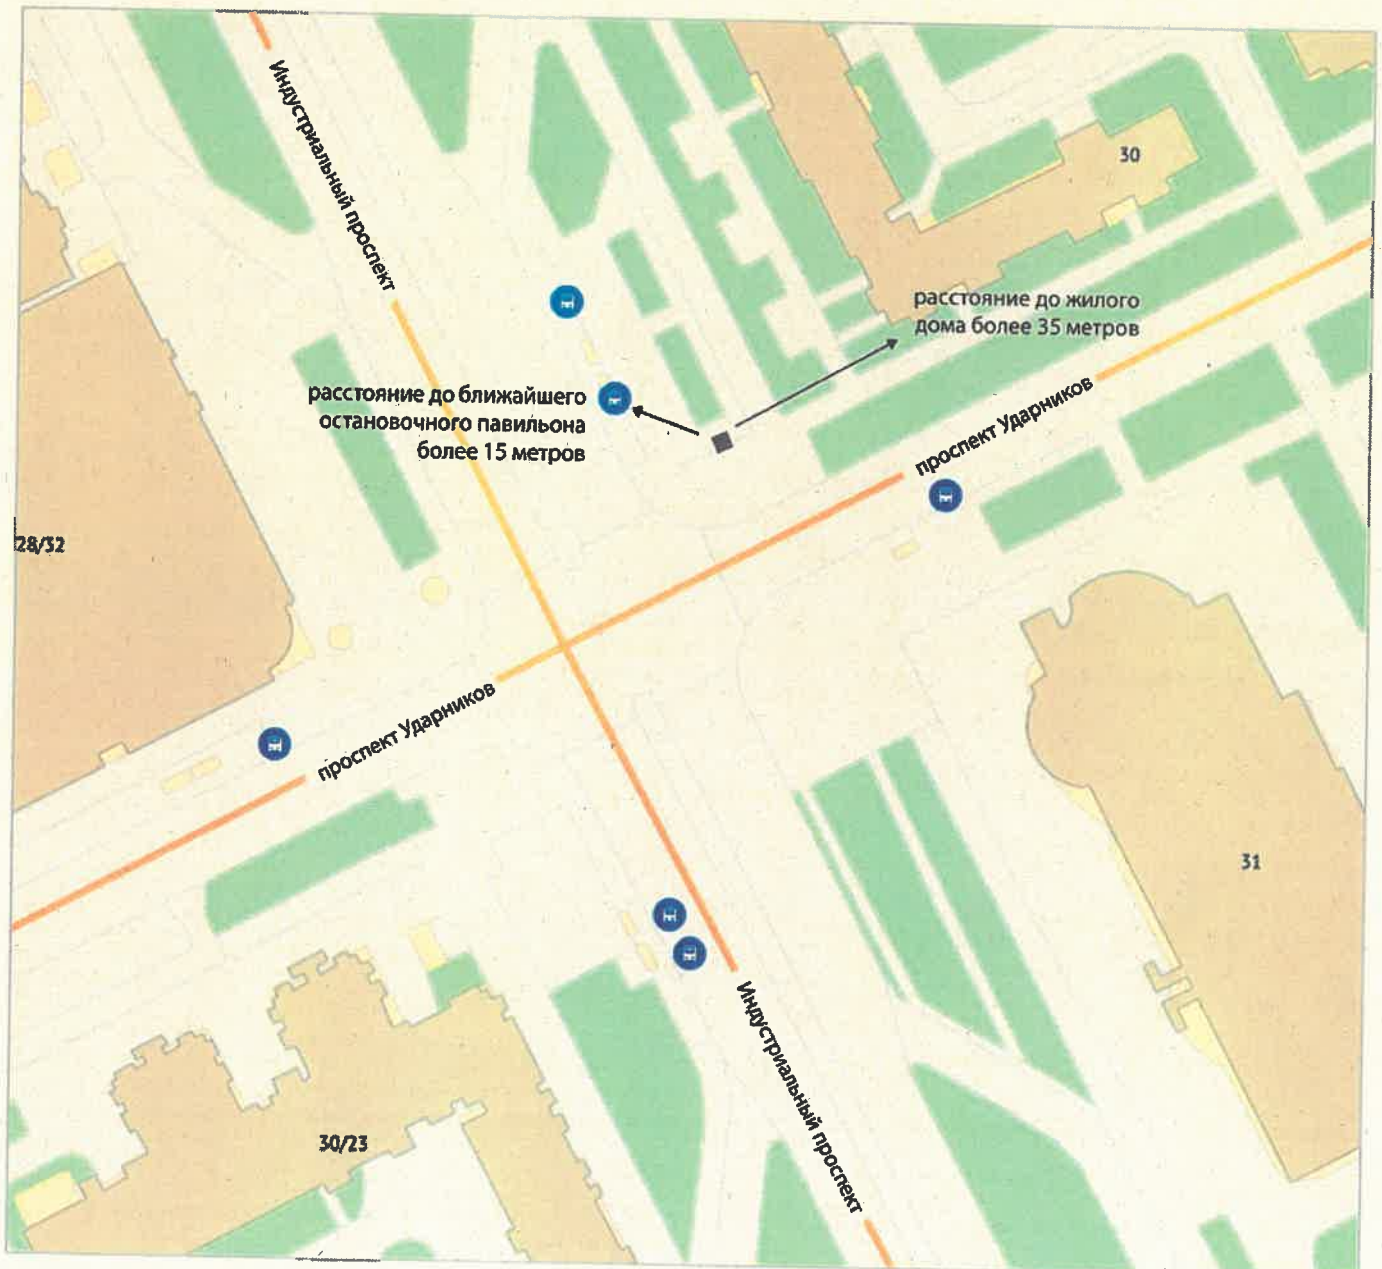 Индустриальный проспект
30
расстояние до жилого
дома более 35 метров
расстояние до ближайшего
остановочного павильона
более 15 метров
проспект Ударников
28/32
проспект Ударников
31
Индустриальный проспект
30/23